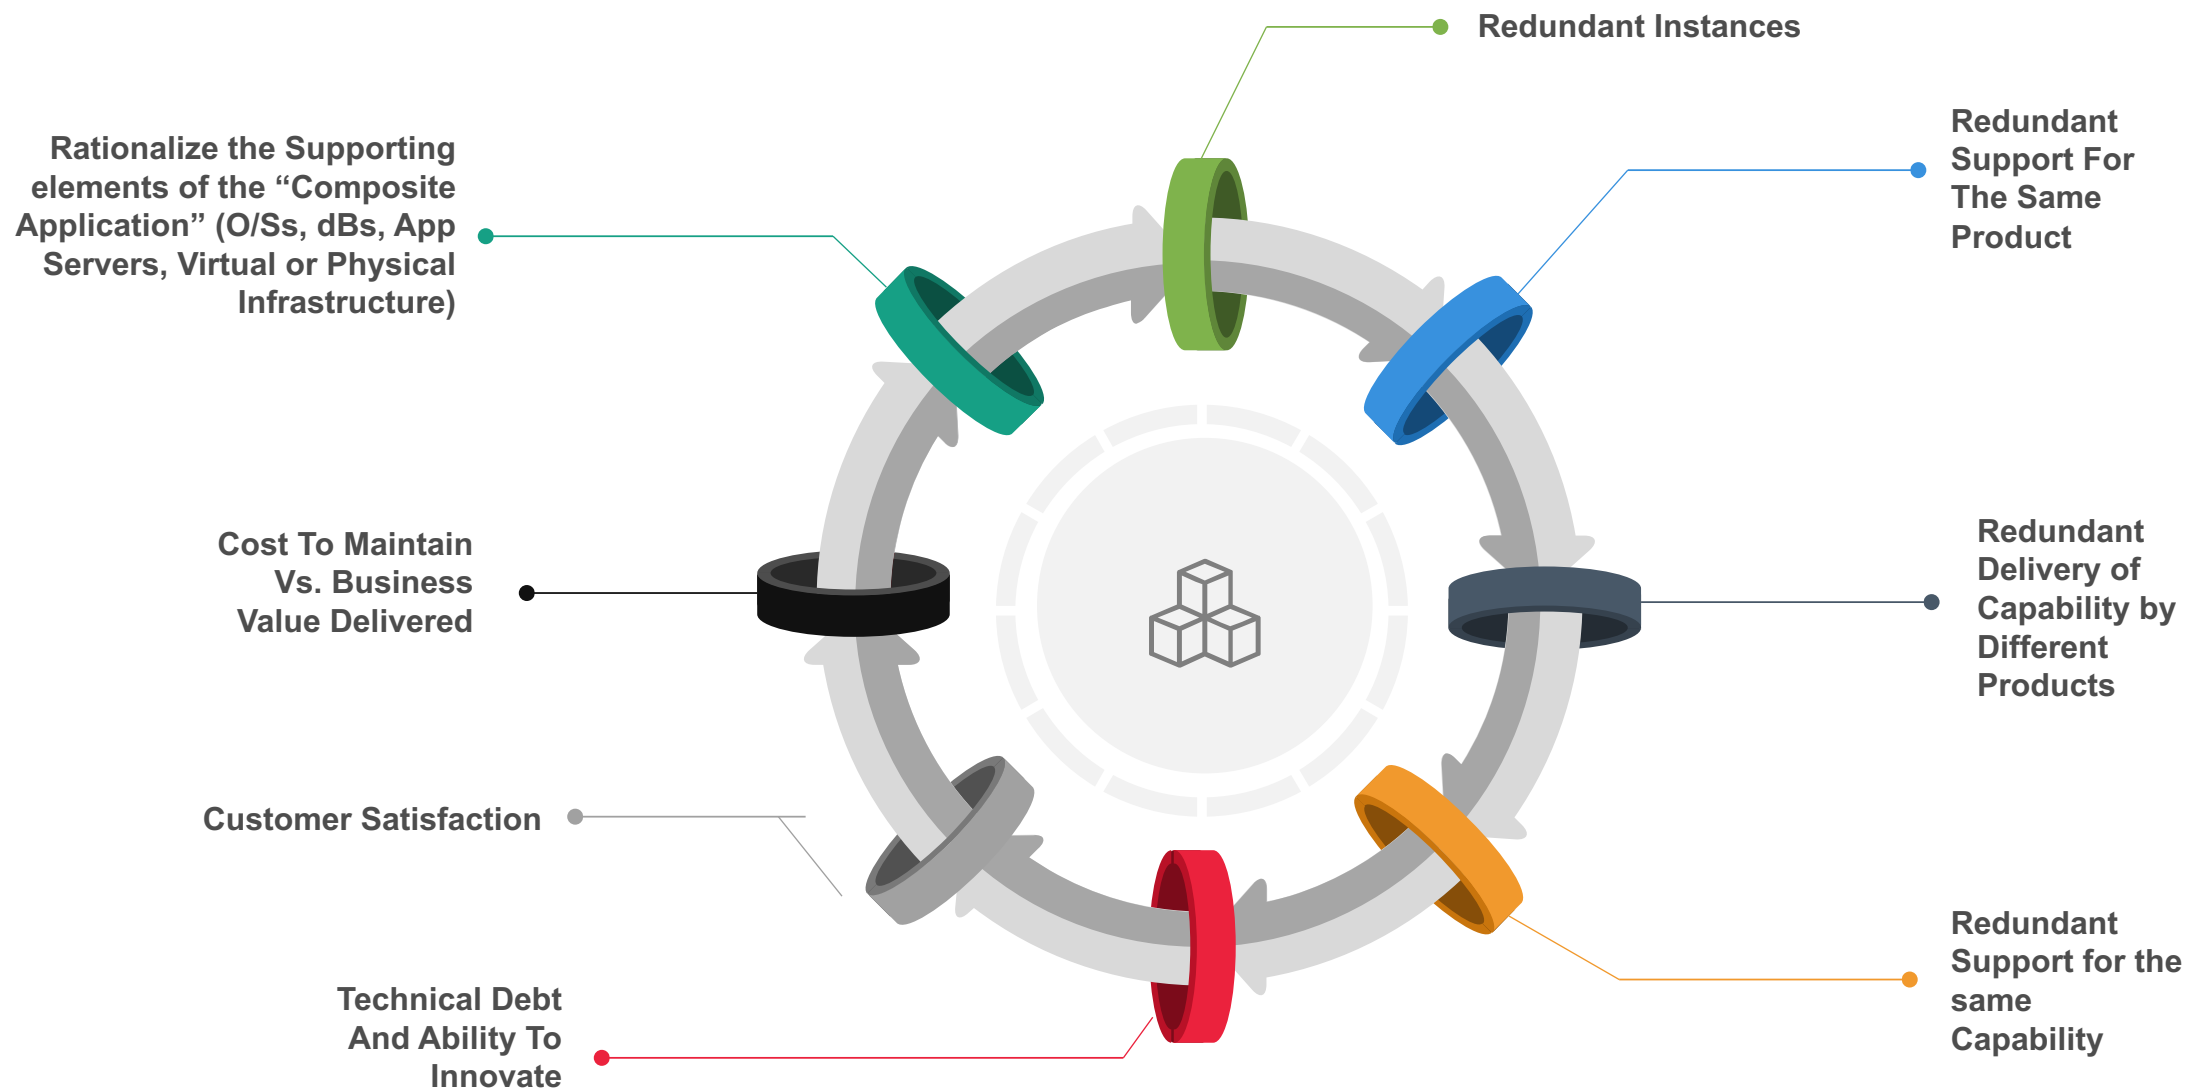 Redundant Instances
Redundant
Support For
The Same
Product
Redundant
Delivery of
Capability by
Different
Products
Redundant
Support for the
same
Capability
Technical Debt
And Ability To
Innovate
Customer Satisfaction
Cost To Maintain
Vs. Business
Value Delivered
Rationalize the Supporting
elements of the “Composite
Application” (O/Ss, dBs, App
Servers, Virtual or Physical
Infrastructure)